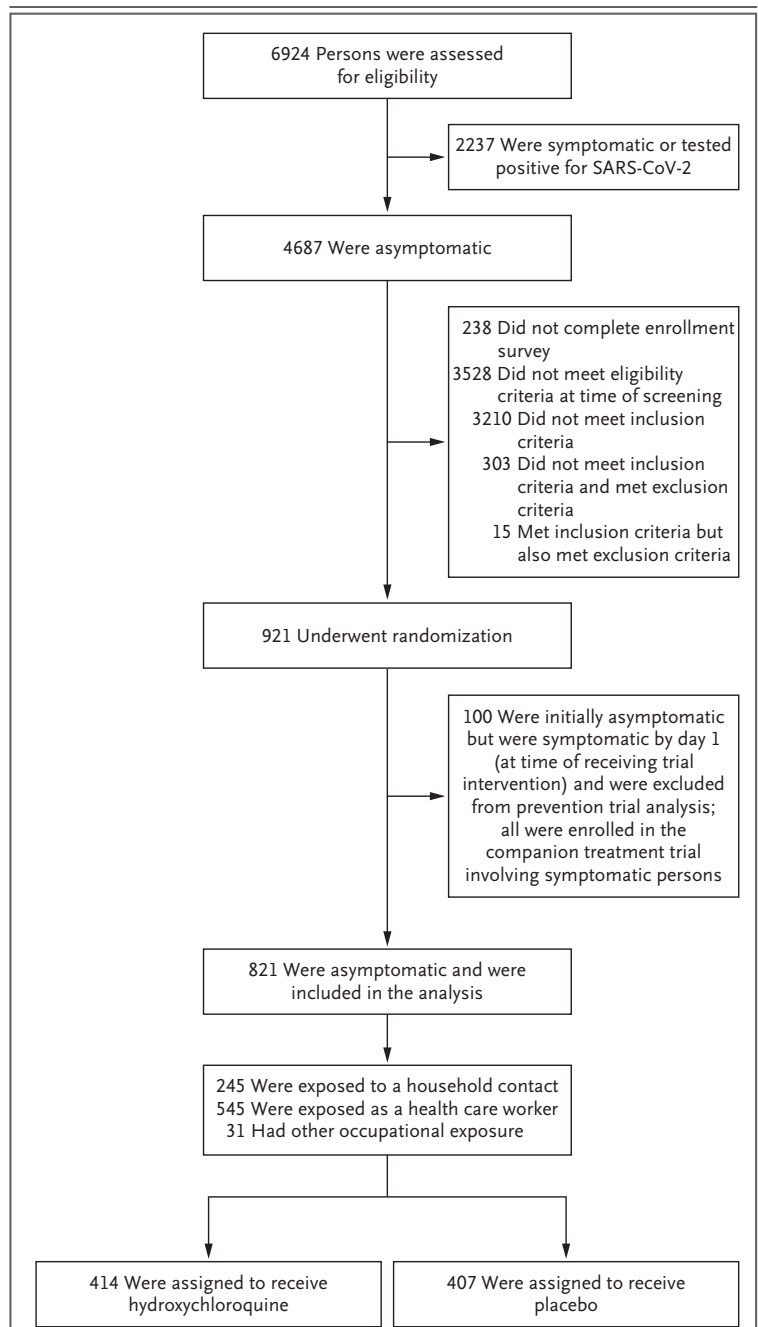 6924 Persons were assessed
for eligibility
2237 Were symptomatic or tested
positive for SARS-CoV-2
4687 Were asymptomatic
238 Did not complete enrollment
survey
3528 Did not meet eligibility
criteria at time of screening
3210 Did not meet inclusion
criteria
303 Did not meet inclusion
criteria and met exclusion
criteria
15 Met inclusion criteria but
also met exclusion criteria
921 Underwent randomization
100 Were initially asymptomatic
but were symptomatic by day 1
(at time of receiving trial
intervention) and were excluded
from prevention trial analysis;
all were enrolled in the
companion treatment trial
involving symptomatic persons
821 Were asymptomatic and were
included in the analysis
245 Were exposed to a household contact
545 Were exposed as a health care worker
31 Had other occupational exposure
414 Were assigned to receive
hydroxychloroquine
407 Were assigned to receive
placebo